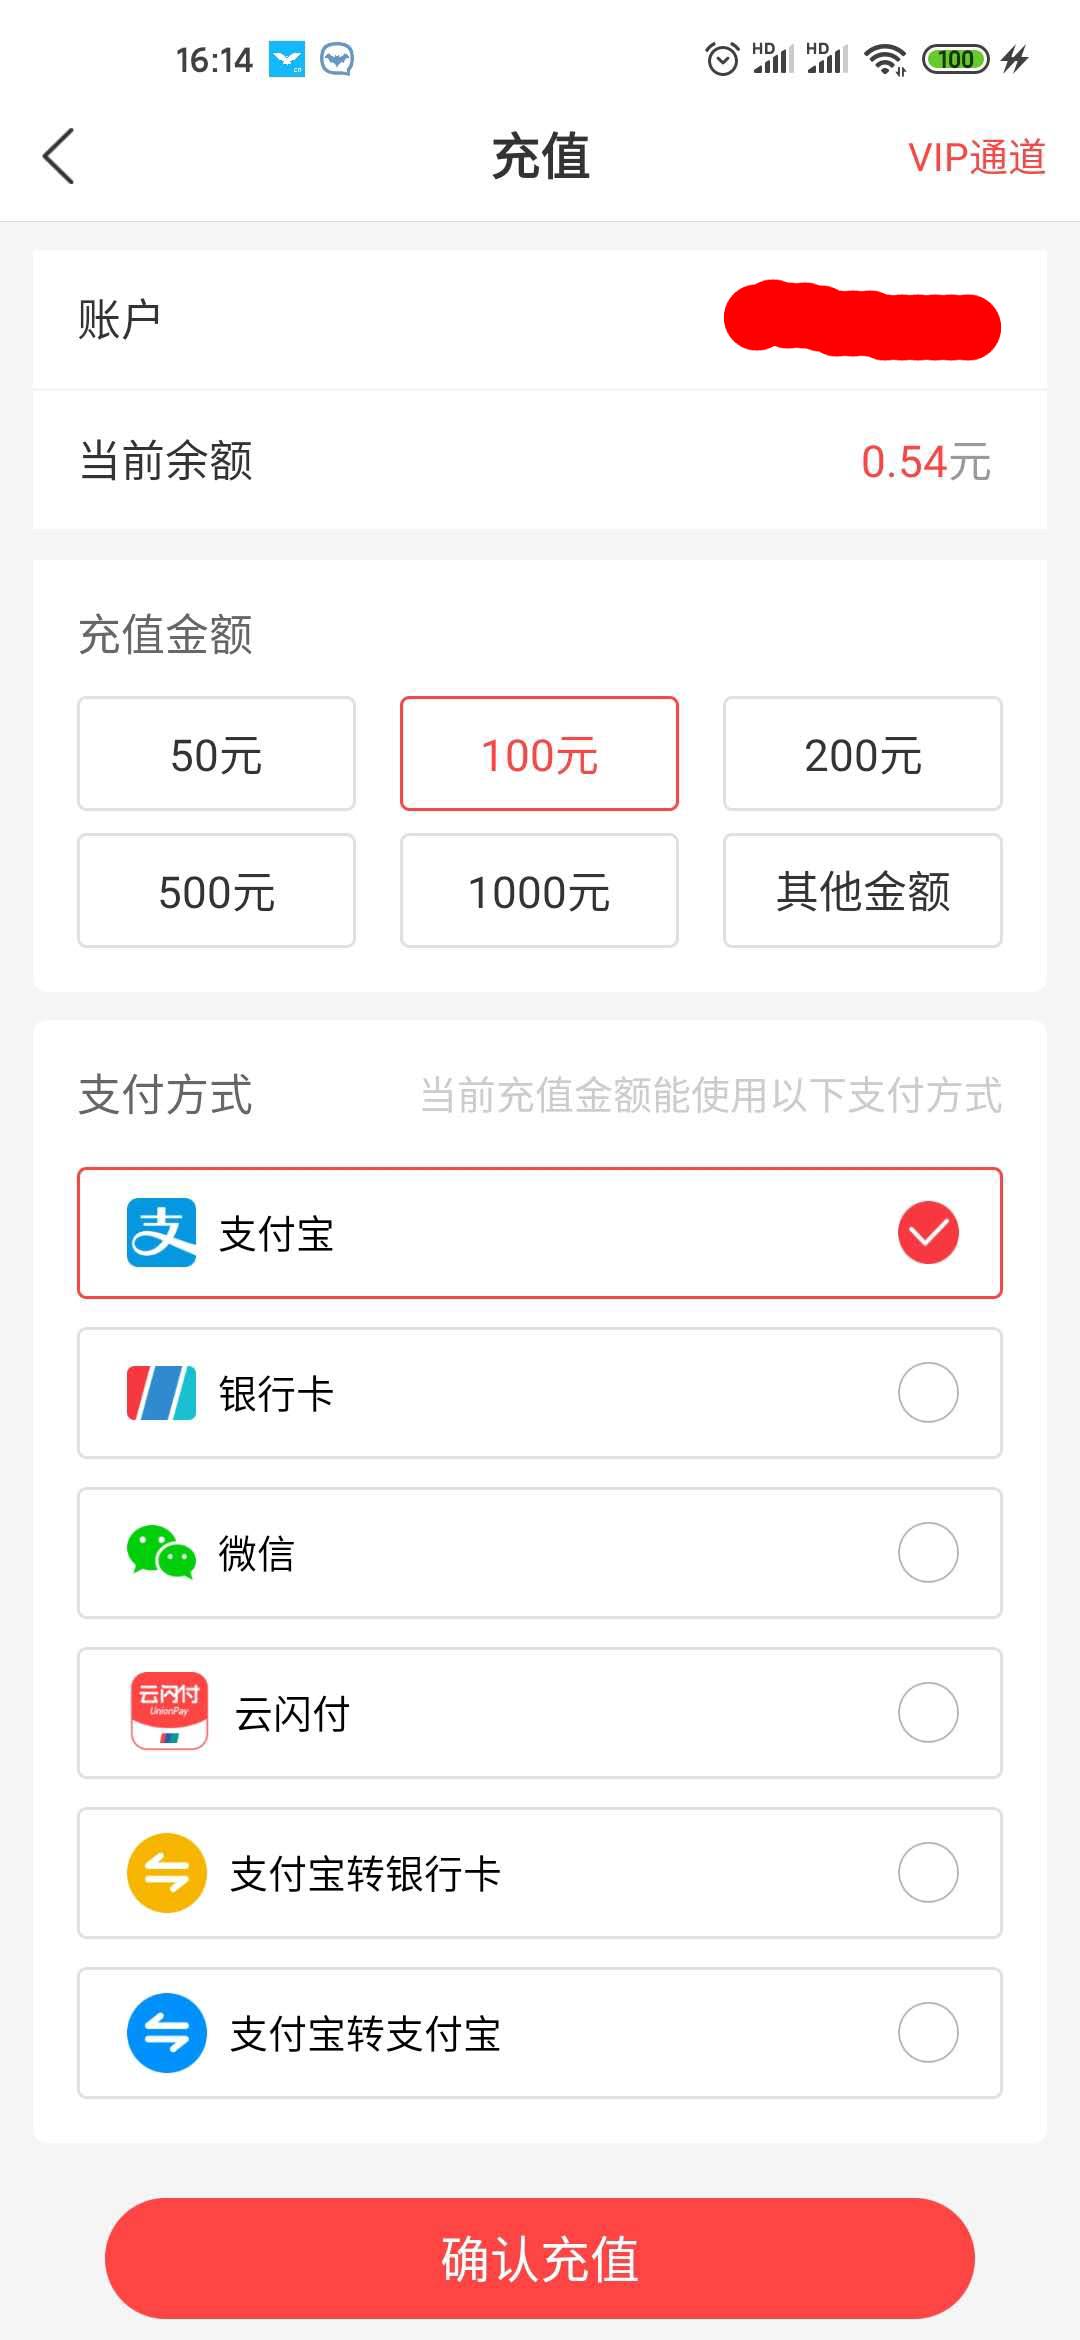 16:14
HD
HD
100
充值
VIP通道
账户
当前余额
0.54元
充值金额
50元
100元
200元
500元
1000元
其他金额
支付方式
当前充值金额能使用以下支付方式
支
支付宝
银行卡
微信
云闪付
UnionPay
云闪付
支付宝转银行卡
支付宝转支付宝
确认充值